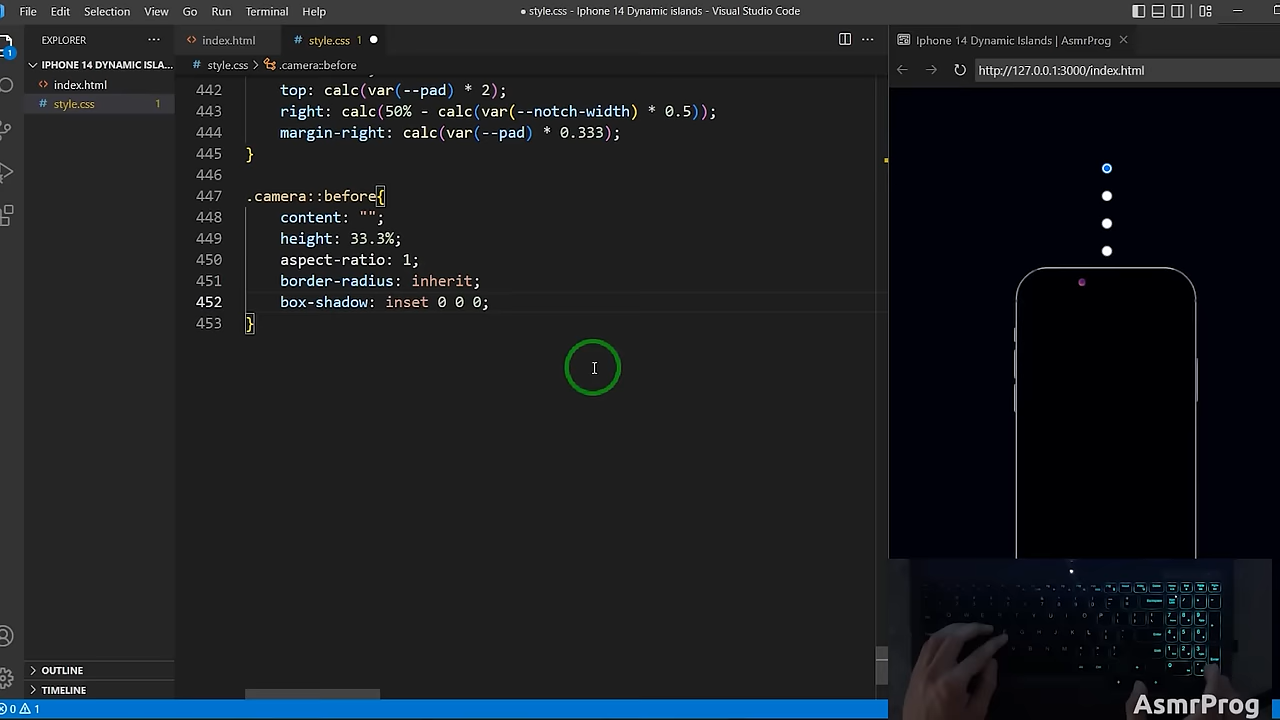 File Edit Selection View Go Run Terminal Help
● style.css - Iphone 14 Dynamic islands - Visual Studio Code
EXPLORER ···
1
IPHONE 14 DYNAMIC ISLA...
<> index.html
# style.css 1
OUTLINE
TIMELINE
0 1
<> index.html
# style.css 1 ●
# style.css > .camera::before
442 top: calc(var(--pad) * 2);
443 right: calc(50% - calc(var(--notch-width) * 0.5));
444 margin-right: calc(var(--pad) * 0.333);
445 }
446
447 .camera::before{
448 content: "";
449 height: 33.3%;
450 aspect-ratio: 1;
451 border-radius: inherit;
452 box-shadow: inset 0 0 0;
453 }
Iphone 14 Dynamic Islands | AsmrProg
http://127.0.0.1:3000/index.html
AsmrProg